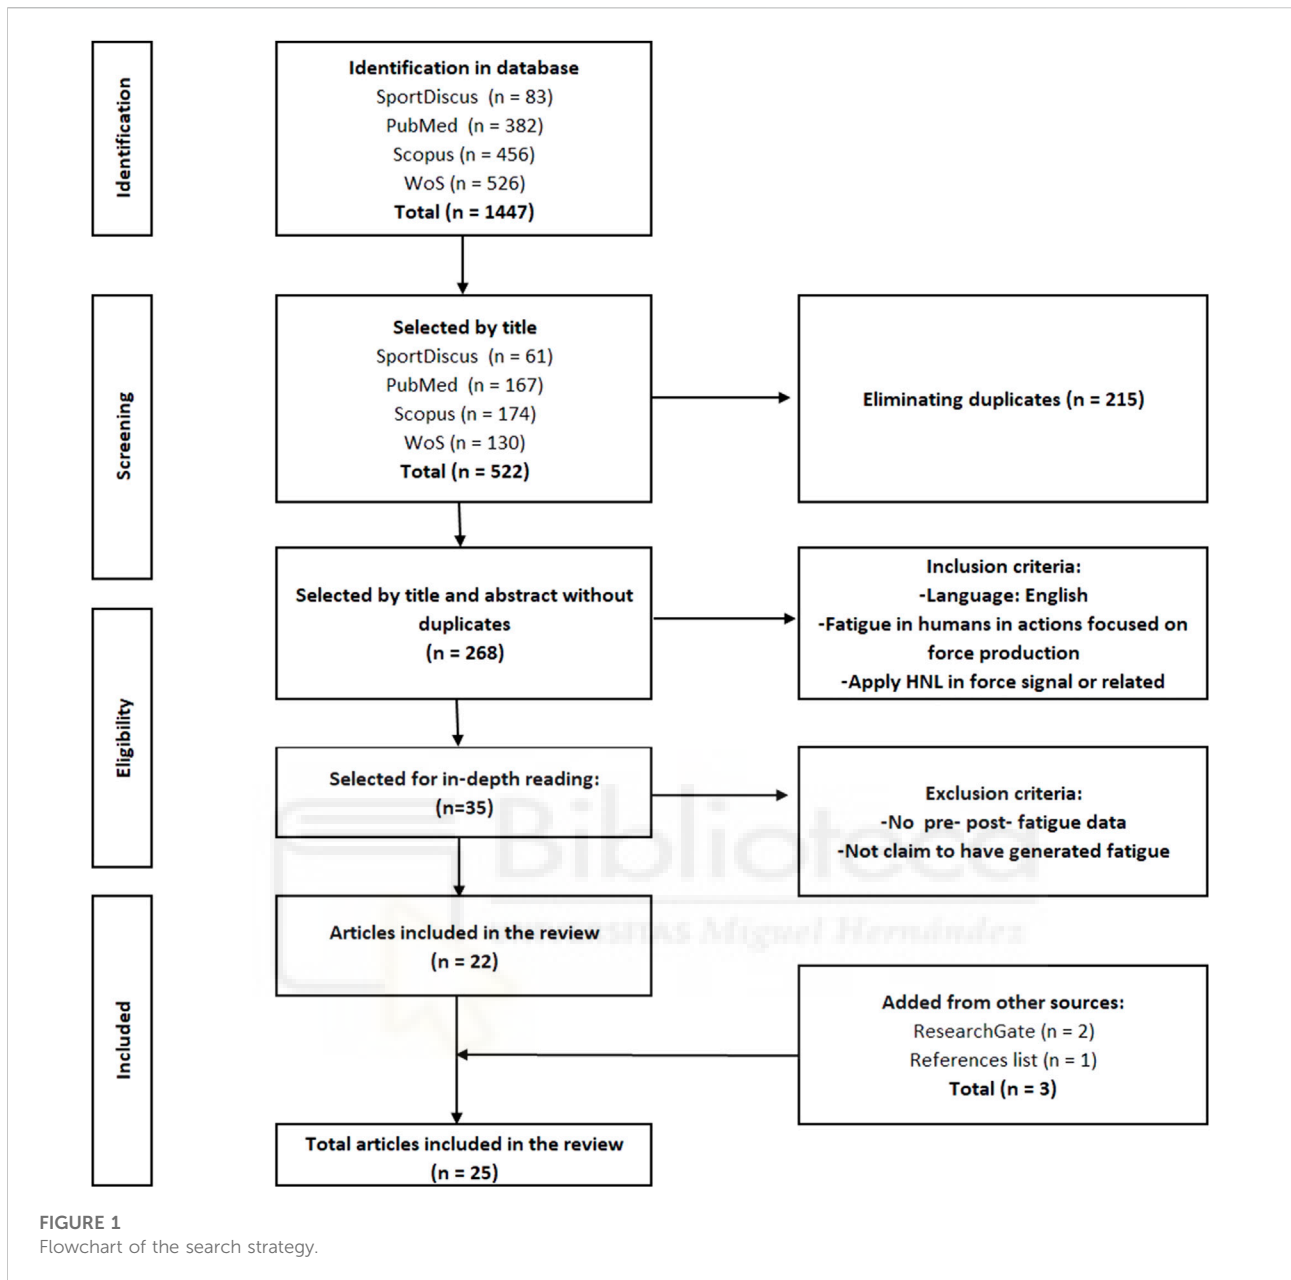 Identification
Identification in database
SportDiscus (n = 83)
PubMed (n = 382)
Scopus (n = 456)
WoS (n = 526)
Total (n = 1447)
Screening
Selected by title
SportDiscus (n = 61)
PubMed (n = 167)
Scopus (n = 174)
WoS (n = 130)
Total (n = 522)
Eliminating duplicates (n = 215)
Selected by title and abstract without
duplicates
(n = 268)
Inclusion criteria:
-Language: English
-Fatigue in humans in actions focused on
force production
-Apply HNL in force signal or related
Eligibility
Selected for in-depth reading:
(n=35)
Exclusion criteria:
-No pre- post- fatigue data
-Not claim to have generated fatigue
Biblioteca
UNIVERSITAS Miguel Hernández
Included
Articles included in the review
(n = 22)
Added from other sources:
ResearchGate (n = 2)
References list (n = 1)
Total (n = 3)
Total articles included in the review
(n = 25)
FIGURE 1
Flowchart of the search strategy.